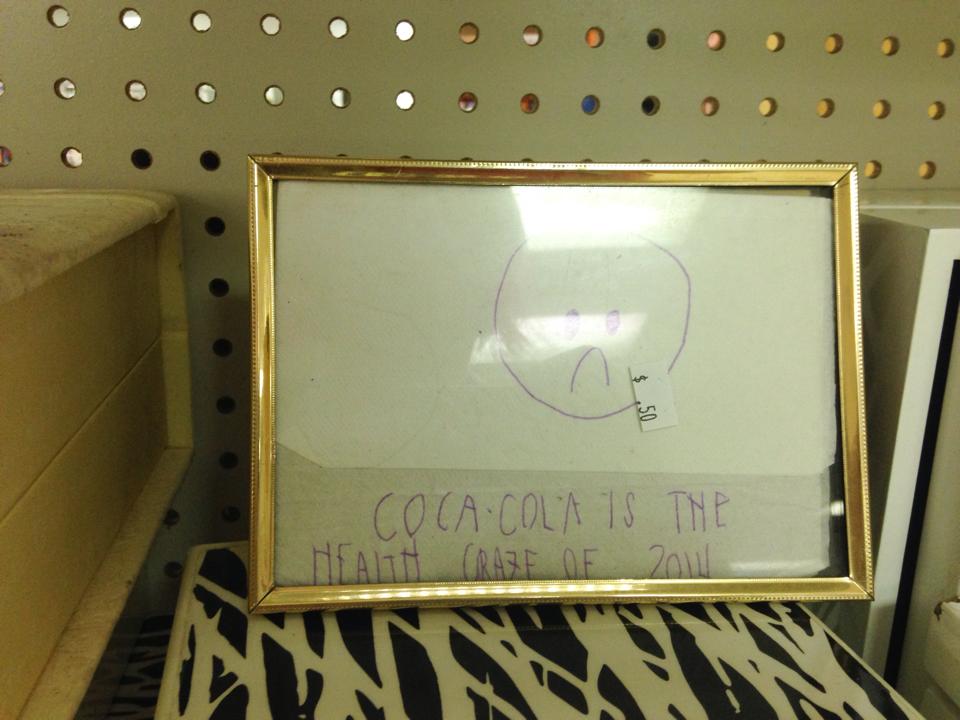 $ .50
COCA-COLA IS THE
HEALTH CRAZE OF 2014